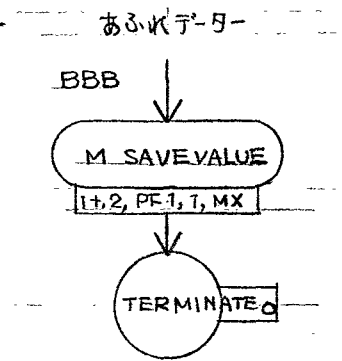 あふれデーター
BBB
M SAVEVALUE
1+,2,PF1,1,MX
TERMINATE 0